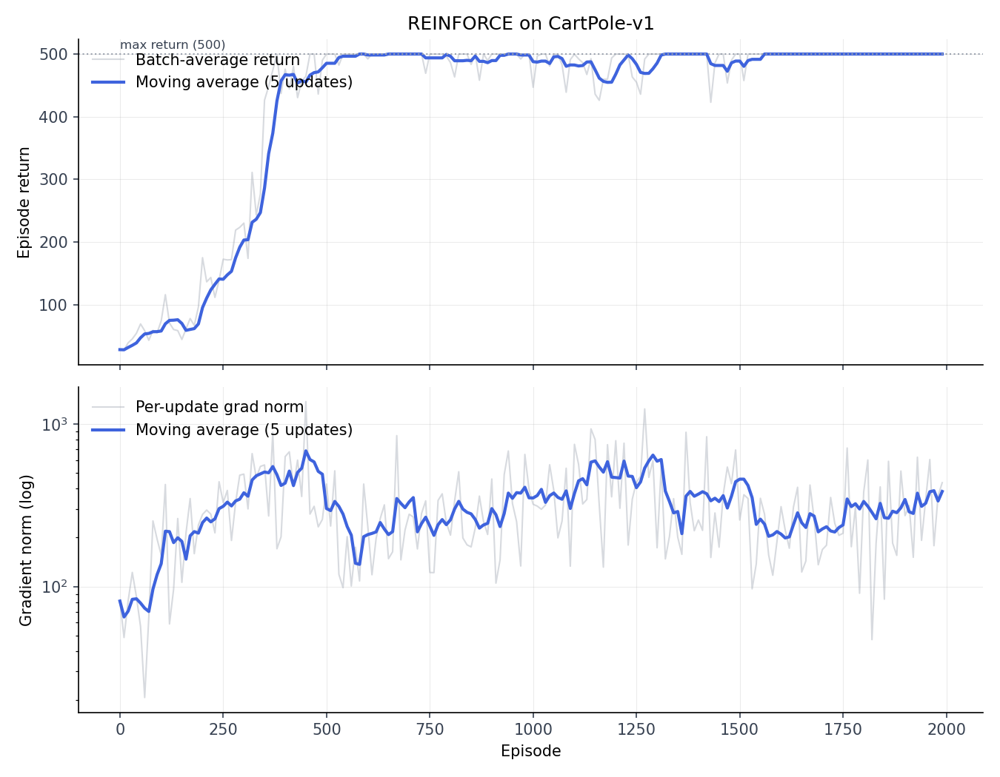 REINFORCE on CartPole-v1
max return (500)
Batch-average return
Moving average (5 updates)
500
400
300
200
100
Episode return
Per-update grad norm
Moving average (5 updates)
10³
10²
Gradient norm (log)
0 250 500 750 1000 1250 1500 1750 2000
Episode